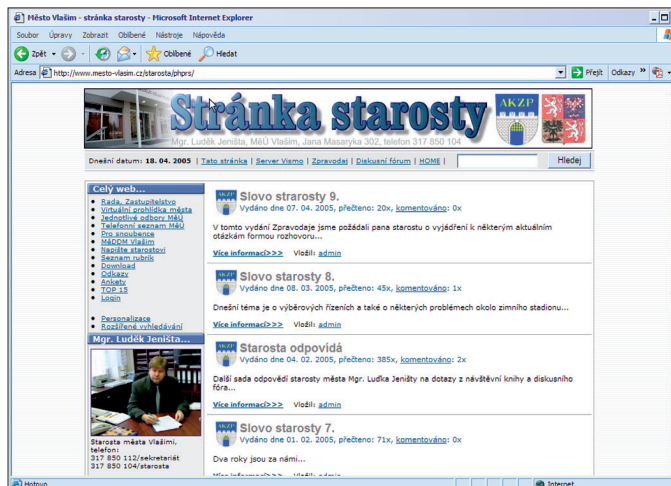 Město Vlašim - stránka starosty - Microsoft Internet Explorer
Soubor Úpravy Zobrazit Oblíbené Nástroje Nápověda
Zpět Oblíbené Hledat
Adresa http://www.mesto-vlasim.cz/starosta/phprs/ Přejít Odkazy »
Stránka starosty AKZP
Mgr. Luděk Jeništa, MěÚ Vlašim, Jana Masaryka 302, telefon 317 850 104
Dnešní datum: 18. 04. 2005 | Tato stránka | Server Vismo | Zpravodaj | Diskusní fórum | HOME | Hledej
Celý web...
Rada, Zastupitelstvo
Virtuální prohlídka města
Jednotlivé odbory MěÚ
Telefonní seznam MěÚ
Pro snoubence
MěDDM Vlašim
Napište starostovi
Seznam rubrik
Download
Odkazy
Ankety
TOP 15
Login
Personalizace
Rozšířené vyhledávání
Mgr. Luděk Jeništa...
Starosta města Vlašimi,
telefon:
317 850 112/sekretariát
317 850 104/starosta
AKZP
Slovo strarosty 9.
Vydáno dne 07. 04. 2005, přečteno: 20x, komentováno: 0x
V tomto vydání Zpravodaje jsme požádali pana starostu o vyjádření k některým aktuálním
otázkám formou rozhovoru...
Více informací>>> Vložil: admin
AKZP
Slovo starosty 8.
Vydáno dne 08. 03. 2005, přečteno: 45x, komentováno: 1x
Dnešní téma je o výběrových řízeních a také o některých problémech okolo zimního stadionu...
Více informací>>> Vložil: admin
AKZP
Starosta odpovídá
Vydáno dne 04. 02. 2005, přečteno: 385x, komentováno: 2x
Další sada odpovědí starosty města Mgr. Luďka Jeništy na dotazy z návštěvní knihy a diskusního
fóra...
Více informací>>> Vložil: admin
AKZP
Slovo starosty 7.
Vydáno dne 01. 02. 2005, přečteno: 71x, komentováno: 0x
Dva roky jsou za námi...
Více informací>>> Vložil: admin
Hotovo Internet